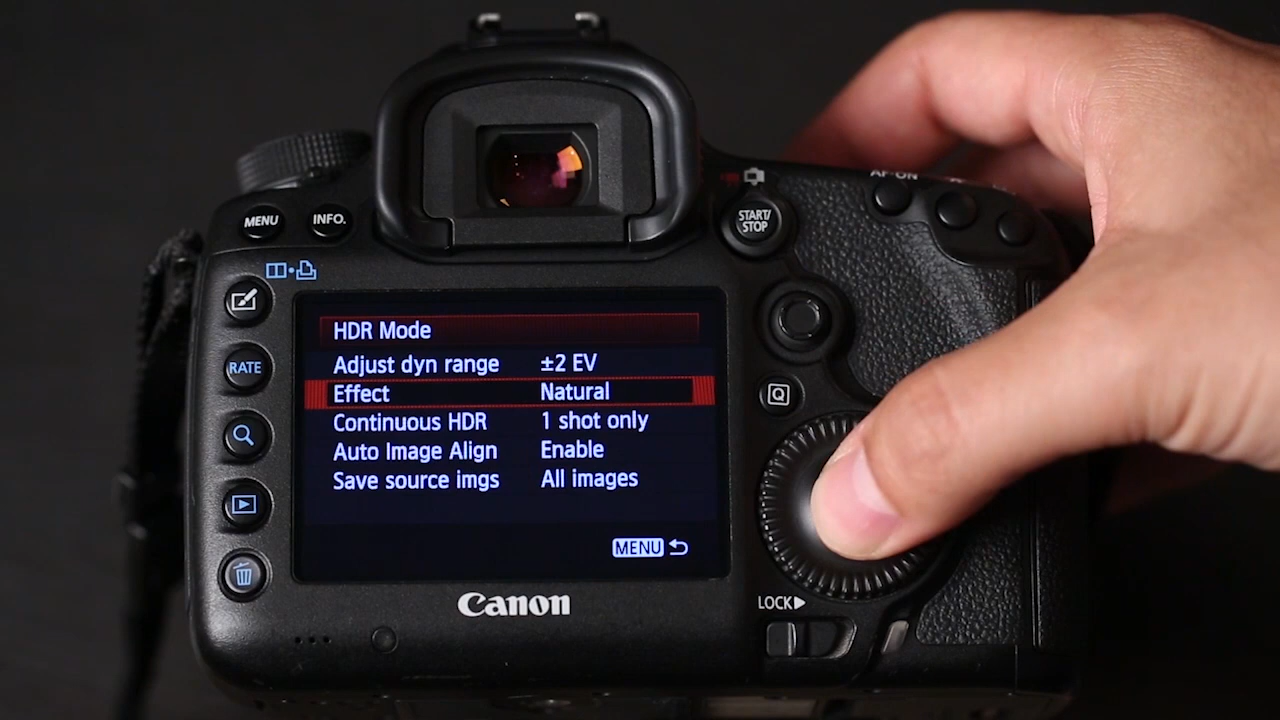 MENU INFO.
START/
STOP
AF-ON
RATE
HDR Mode
Adjust dyn range ±2 EV
Effect Natural
Continuous HDR 1 shot only
Auto Image Align Enable
Save source imgs All images
MENU
Q
Canon
LOCK▶